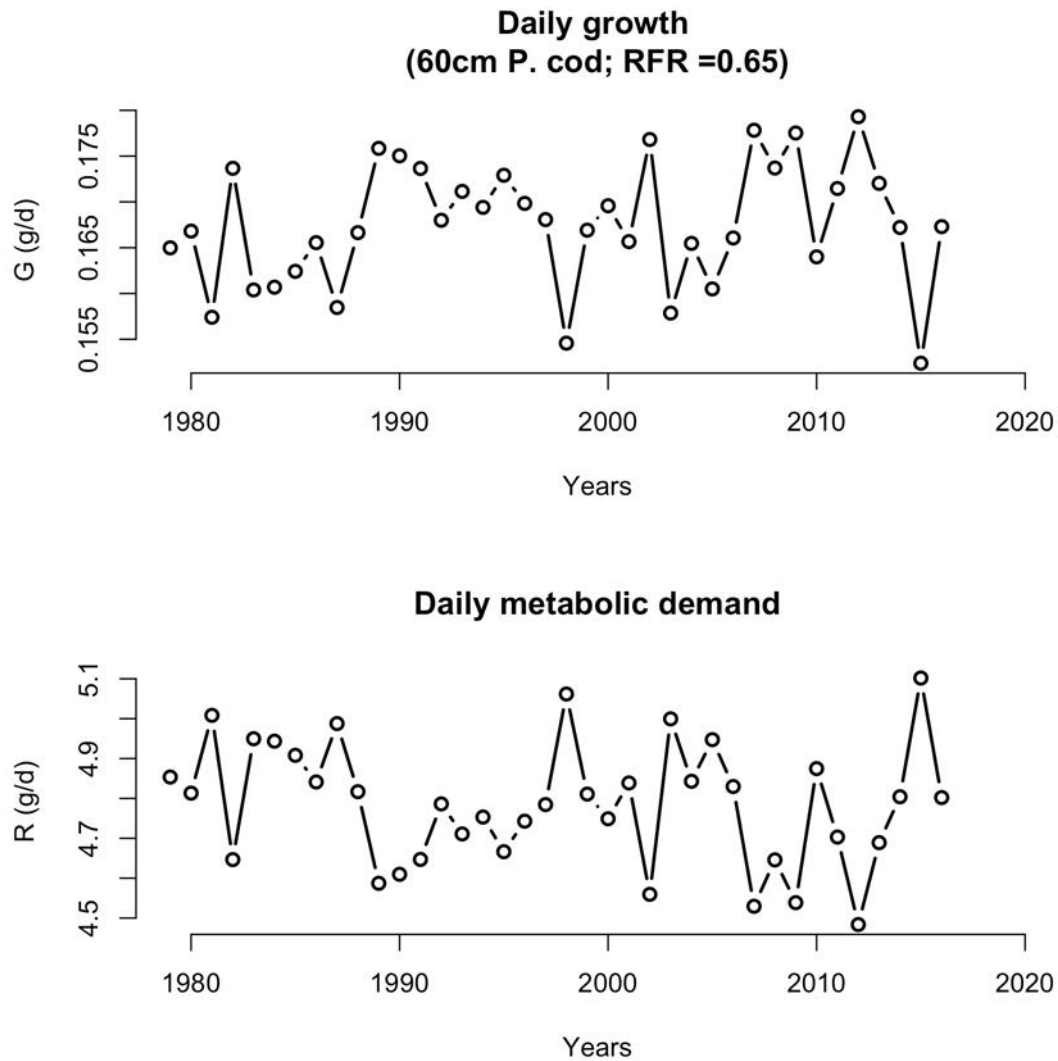 Daily growth
(60cm P. cod; RFR =0.65)
G (g/d)
0.175
0.165
0.155
1980 1990 2000 2010 2020
Years
Daily metabolic demand
R (g/d)
5.1
4.9
4.7
4.5
1980 1990 2000 2010 2020
Years